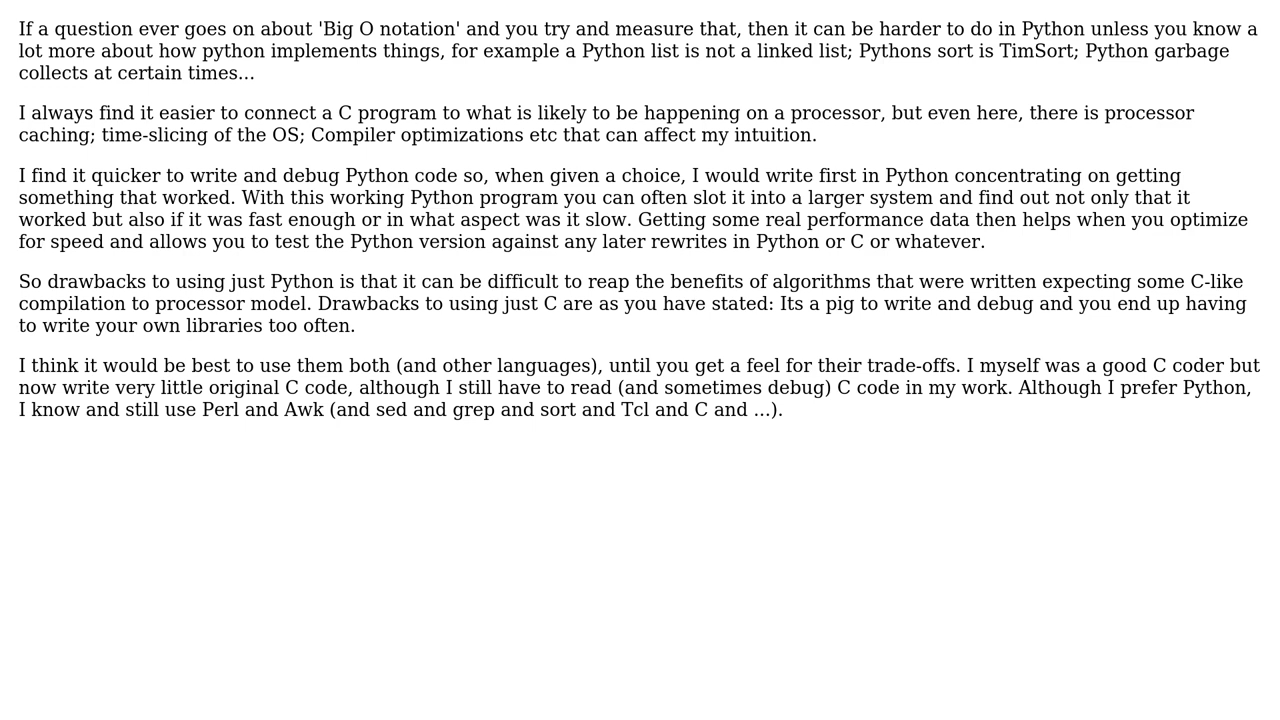 If a question ever goes on about 'Big O notation' and you try and measure that, then it can be harder to do in Python unless you know a
lot more about how python implements things, for example a Python list is not a linked list; Pythons sort is TimSort; Python garbage
collects at certain times...
I always find it easier to connect a C program to what is likely to be happening on a processor, but even here, there is processor
caching; time-slicing of the OS; Compiler optimizations etc that can affect my intuition.
I find it quicker to write and debug Python code so, when given a choice, I would write first in Python concentrating on getting
something that worked. With this working Python program you can often slot it into a larger system and find out not only that it
worked but also if it was fast enough or in what aspect was it slow. Getting some real performance data then helps when you optimize
for speed and allows you to test the Python version against any later rewrites in Python or C or whatever.
So drawbacks to using just Python is that it can be difficult to reap the benefits of algorithms that were written expecting some C-like
compilation to processor model. Drawbacks to using just C are as you have stated: Its a pig to write and debug and you end up having
to write your own libraries too often.
I think it would be best to use them both (and other languages), until you get a feel for their trade-offs. I myself was a good C coder but
now write very little original C code, although I still have to read (and sometimes debug) C code in my work. Although I prefer Python,
I know and still use Perl and Awk (and sed and grep and sort and Tcl and C and ...).